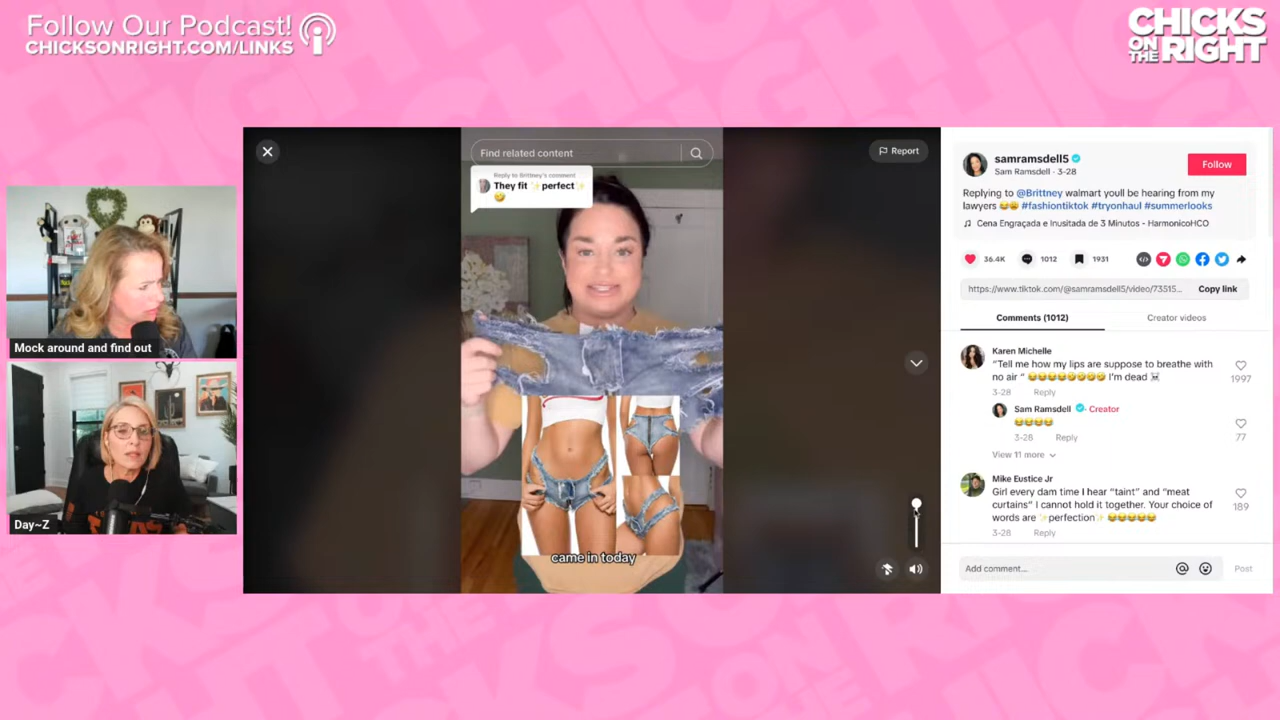 Follow Our Podcast!
CHICKSONRIGHT.COM/LINKS
CHICKS
ON THE RIGHT
Mock around and find out
Day~Z
Find related content
Report
Reply to Brittney's comment
They fit ✨perfect✨
🤣
came in today
samramsdell5
Sam Ramsdell · 3-28
Follow
Replying to @Brittney walmart youll be hearing from my
lawyers 😂😩 #fashiontiktok #tryonhaul #summerlooks
Cena Engraçada e Inusitada de 3 Minutos - HarmonicoHCO
36.4K
1012
1931
https://www.tiktok.com/@samramsdell5/video/73515...
Copy link
Comments (1012)
Creator videos
Karen Michelle
"Tell me how my lips are suppose to breathe with
no air " 😂😂😂😂🤣🤣🤣🤣 I'm dead ☠
1997
3-28 Reply
Sam Ramsdell · Creator
😂😂😂😂
77
3-28 Reply
View 11 more
Mike Eustice Jr
Girl every dam time I hear "taint" and "meat
curtains" I cannot hold it together. Your choice of
words are ✨perfection✨ 😂😂😂😂😂
189
3-28 Reply
Add comment...
Post